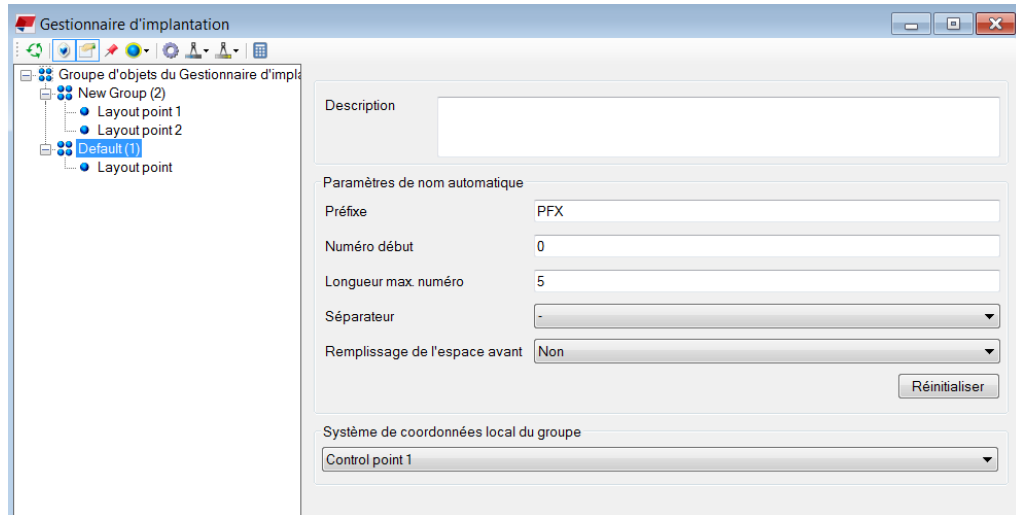 Gestionnaire d'implantation
Groupe d'objets du Gestionnaire d'impla
New Group (2)
Layout point 1
Layout point 2
Default (1)
Layout point
Description
Paramètres de nom automatique
Préfixe PFX
Numéro début 0
Longueur max. numéro 5
Séparateur -
Remplissage de l'espace avant Non
Réinitialiser
Système de coordonnées local du groupe
Control point 1